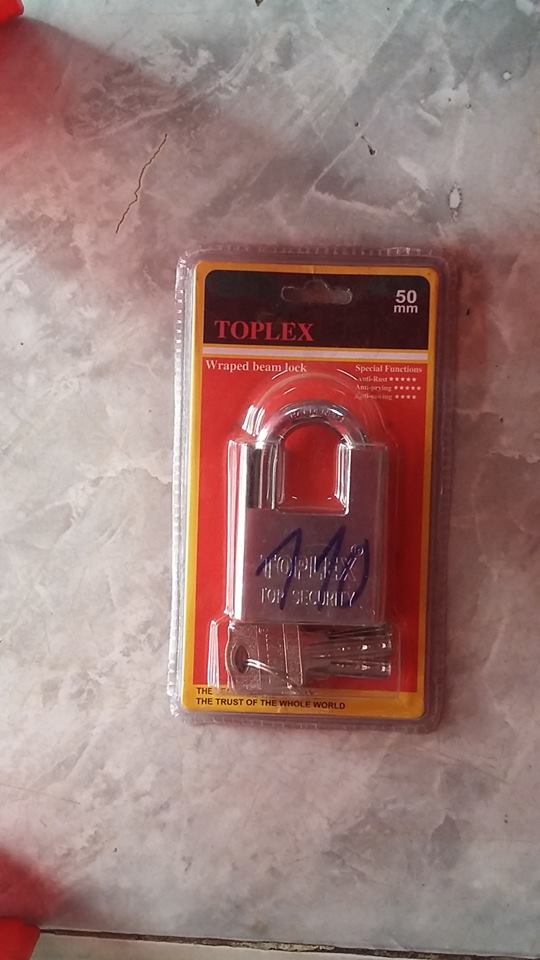 50
mm
TOPLEX
Wraped beam lock
Special Functions
Anti-Rust ★★★★★
Anti-prying ★★★★★
★★★★
TOPLEX®
TOP SECURITY
THE
THE TRUST OF THE WHOLE WORLD